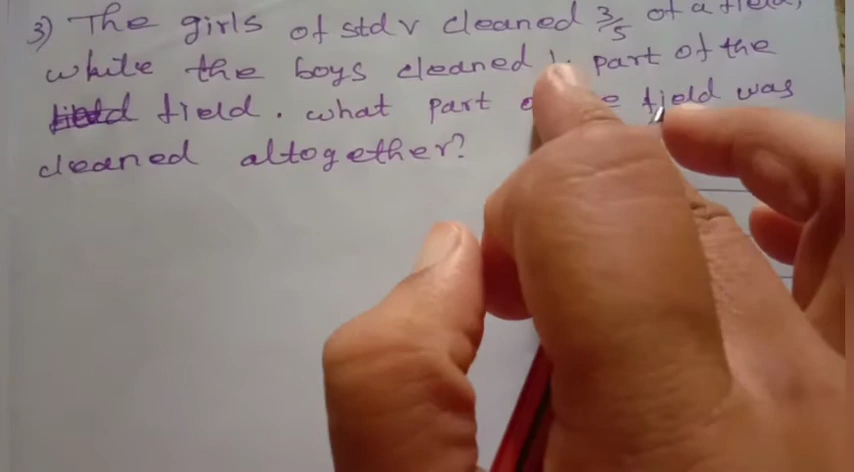 3) The girls of std v cleaned 3/5 of a field,
while the boys cleaned part of the
field. what part field was
cleaned altogether?